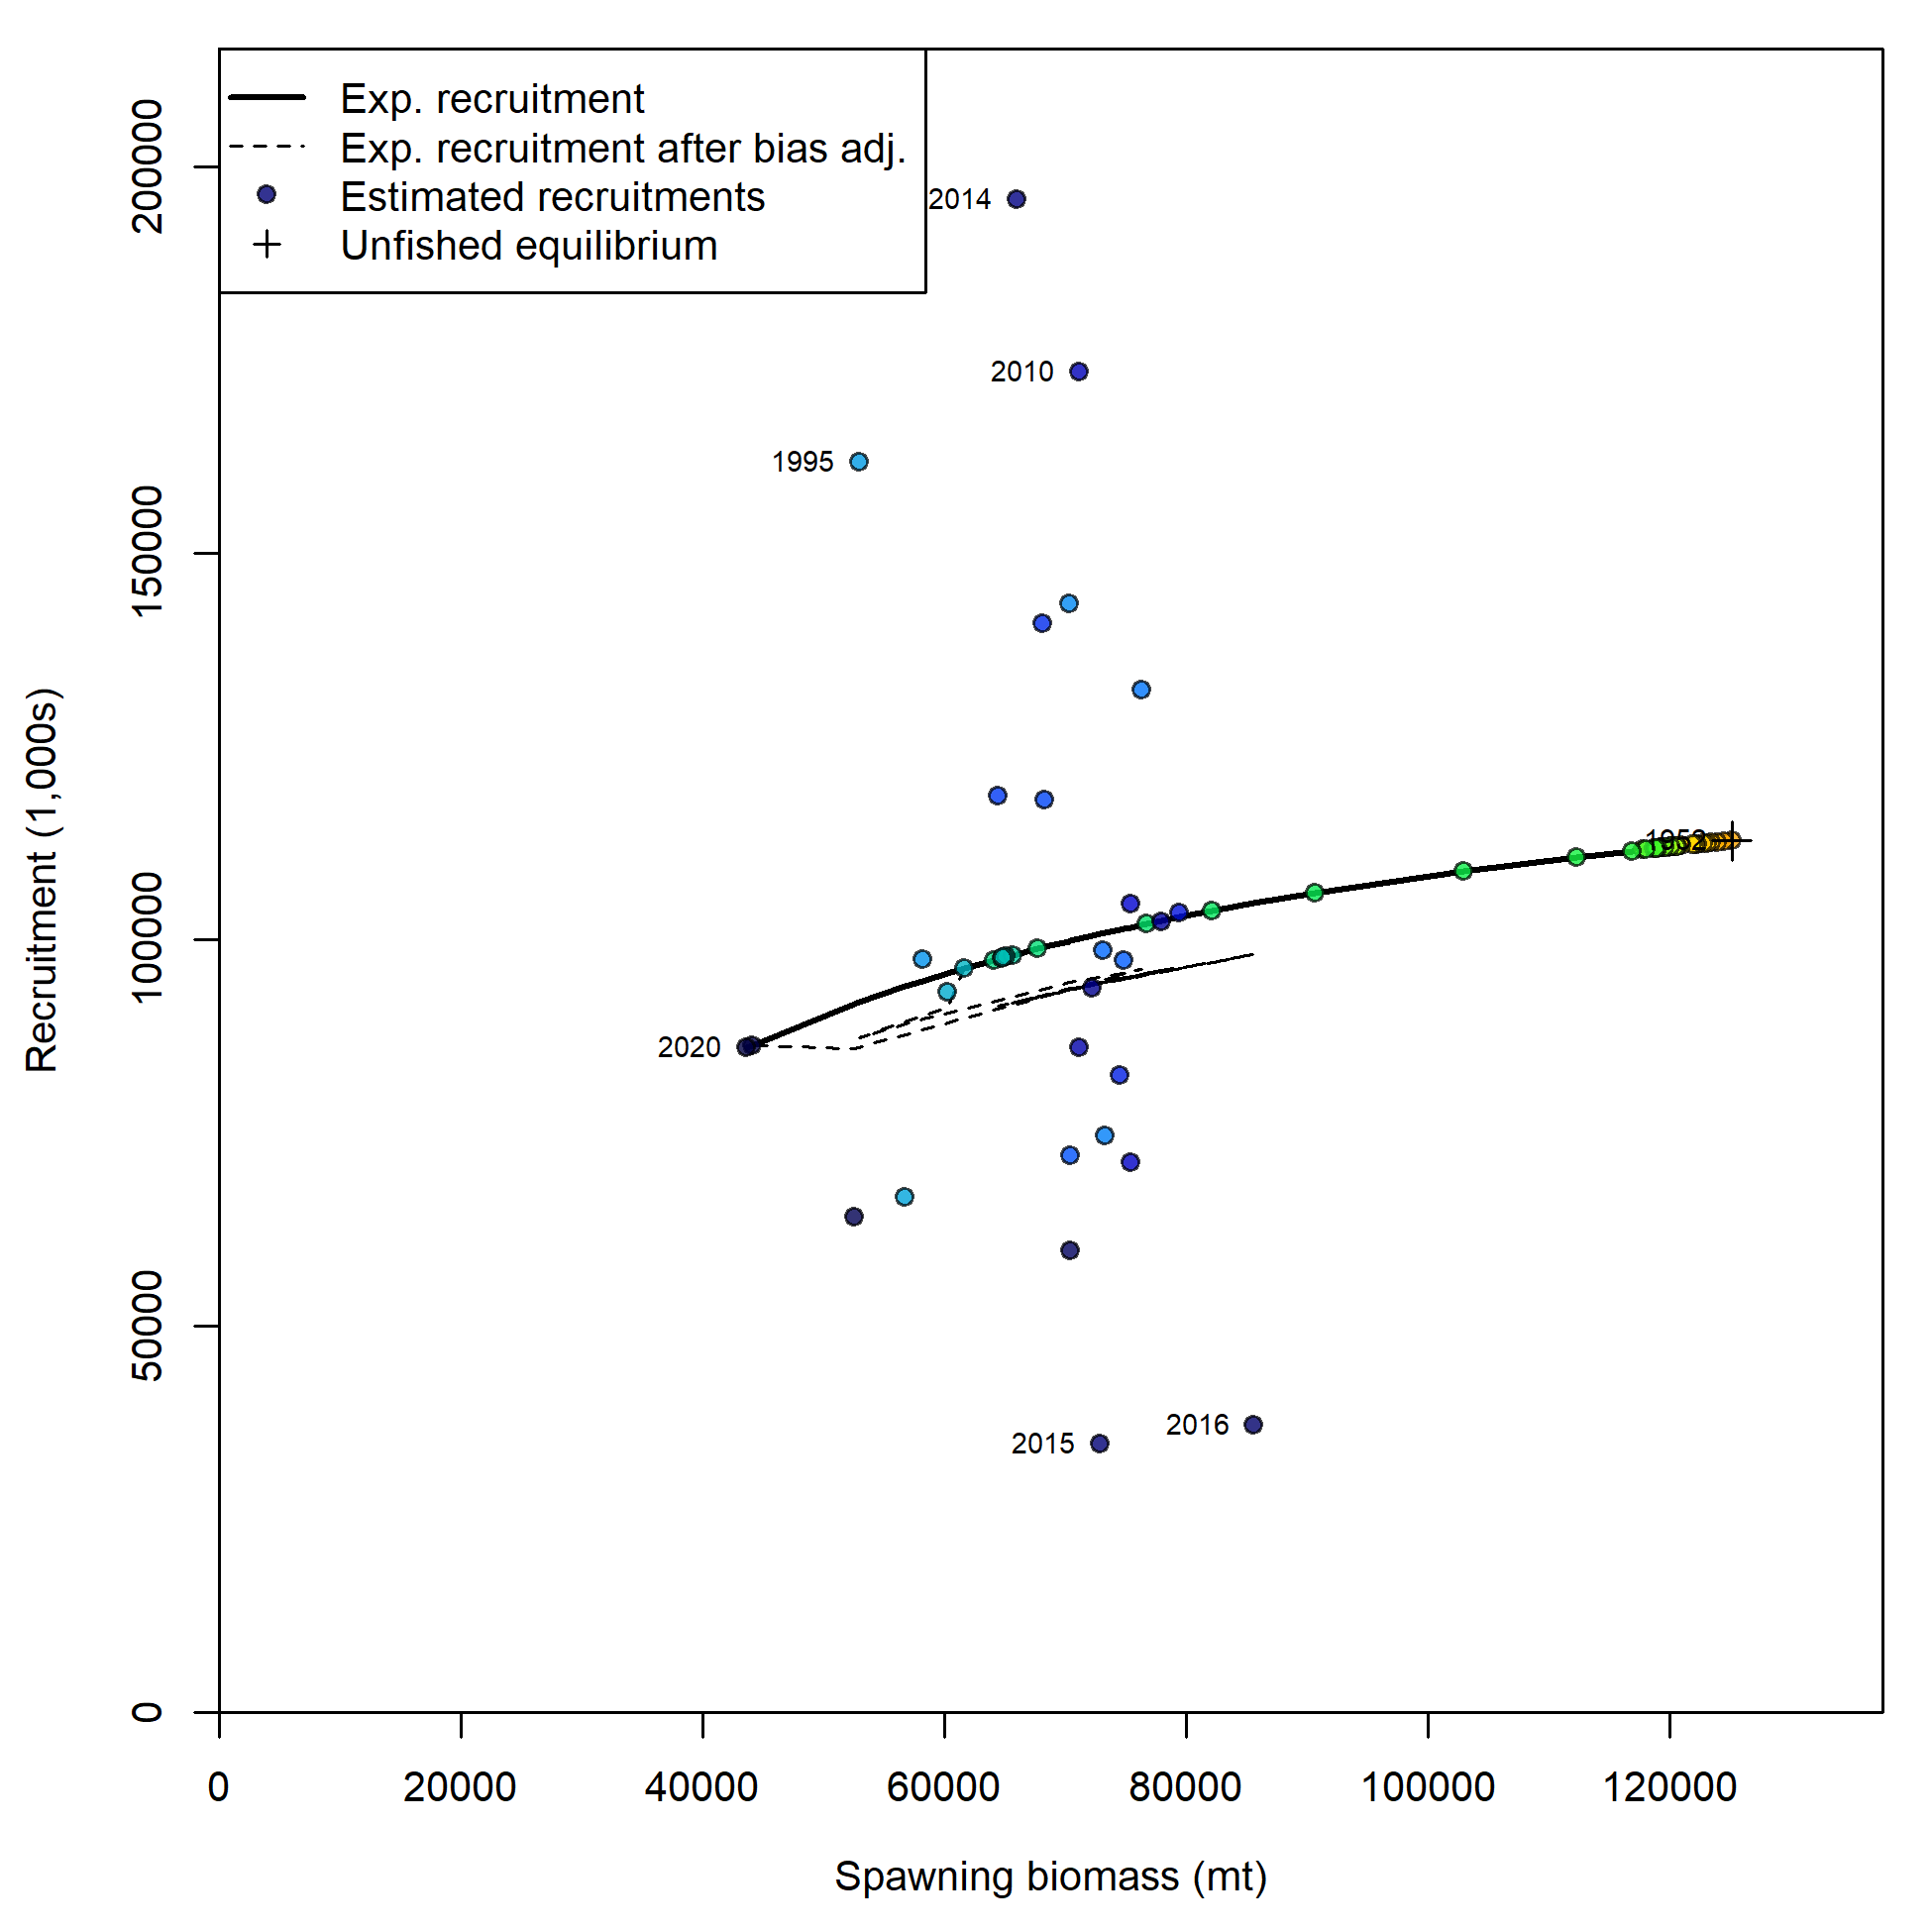 Exp. recruitment
Exp. recruitment after bias adj.
Estimated recruitments
Unfished equilibrium
2014
2010
1995
1952
2020
2016
2015
Recruitment (1,000s)
200000
150000
100000
50000
0
0 20000 40000 60000 80000 100000 120000
Spawning biomass (mt)